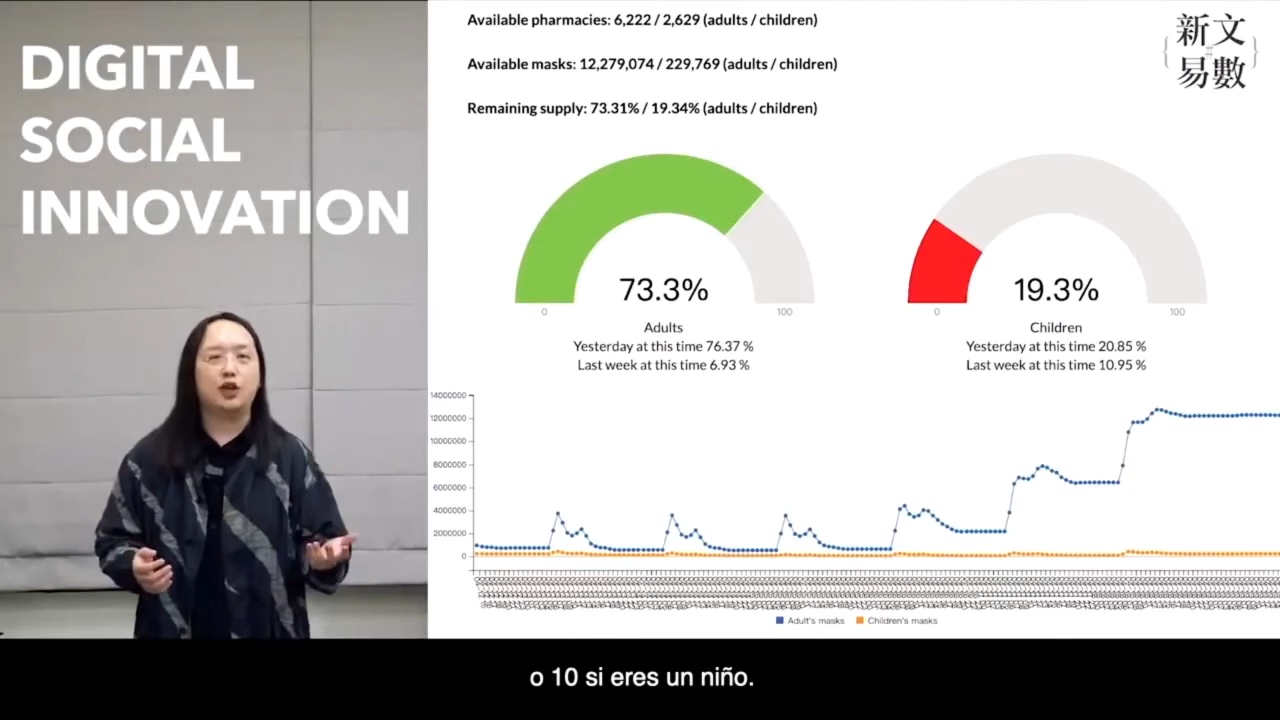 DIGITAL
SOCIAL
INNOVATION
Available pharmacies: 6,222 / 2,629 (adults / children)
Available masks: 12,279,074 / 229,769 (adults / children)
Remaining supply: 73.31% / 19.34% (adults / children)
新文
易數
73.3%
0 100
Adults
Yesterday at this time 76.37 %
Last week at this time 6.93 %
19.3%
0 100
Children
Yesterday at this time 20.85 %
Last week at this time 10.95 %
14000000
12000000
10000000
8000000
6000000
4000000
2000000
0
Adult's masks Children's masks
o 10 si eres un niño.